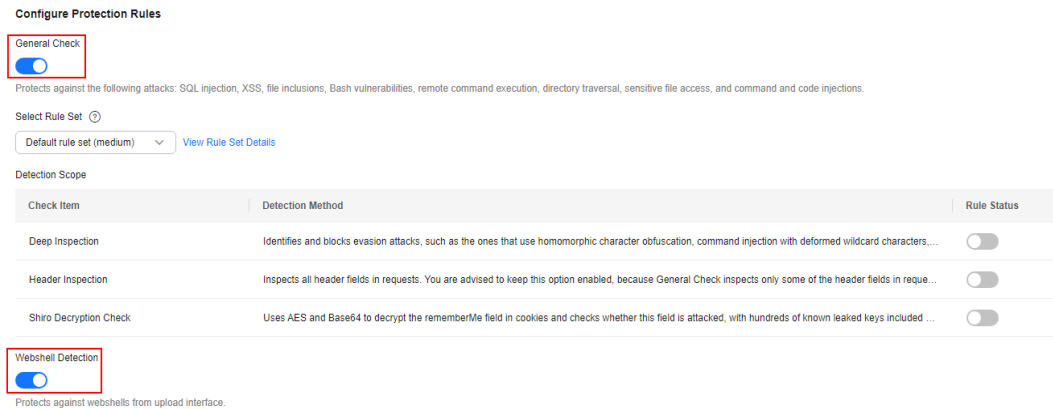 Configure Protection Rules
General Check
Protects against the following attacks: SQL injection, XSS, file inclusions, Bash vulnerabilities, remote command execution, directory traversal, sensitive file access, and command and code injections.
Select Rule Set ?
Default rule set (medium) View Rule Set Details
Detection Scope
Check Item Detection Method Rule Status
Deep Inspection Identifies and blocks evasion attacks, such as the ones that use homomorphic character obfuscation, command injection with deformed wildcard characters,...
Header Inspection Inspects all header fields in requests. You are advised to keep this option enabled, because General Check inspects only some of the header fields in reque...
Shiro Decryption Check Uses AES and Base64 to decrypt the rememberMe field in cookies and checks whether this field is attacked, with hundreds of known leaked keys included ...
Webshell Detection
Protects against webshells from upload interface.